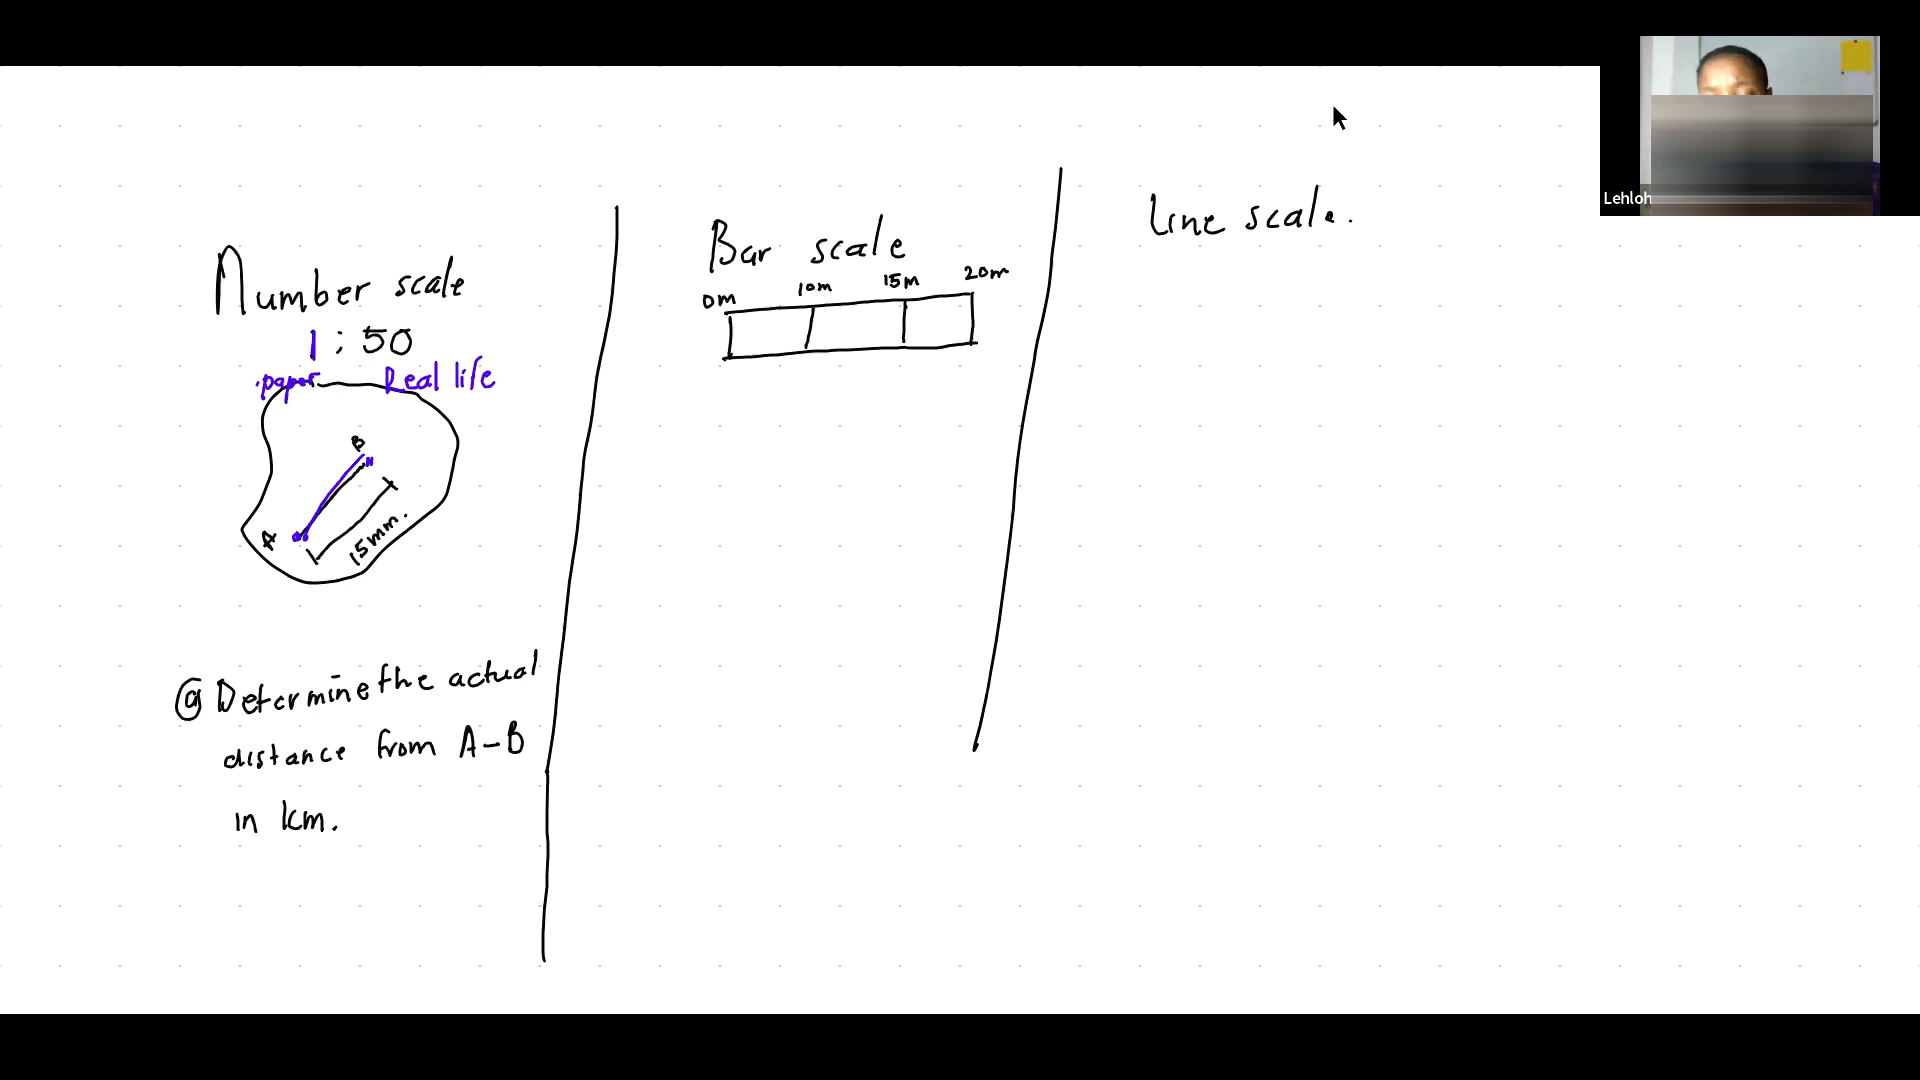 Number scale
1 : 50
paper Real life
B
A
15mm.
@ Determine the actual
distance from A-B
in km.
Bar scale
0m 10m 15m 20m
Line scale.
Lehloh